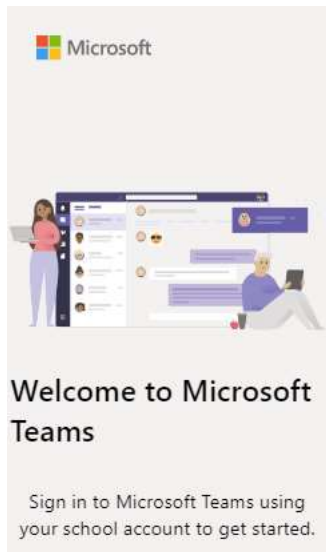 Microsoft
Welcome to Microsoft
Teams
Sign in to Microsoft Teams using
your school account to get started.